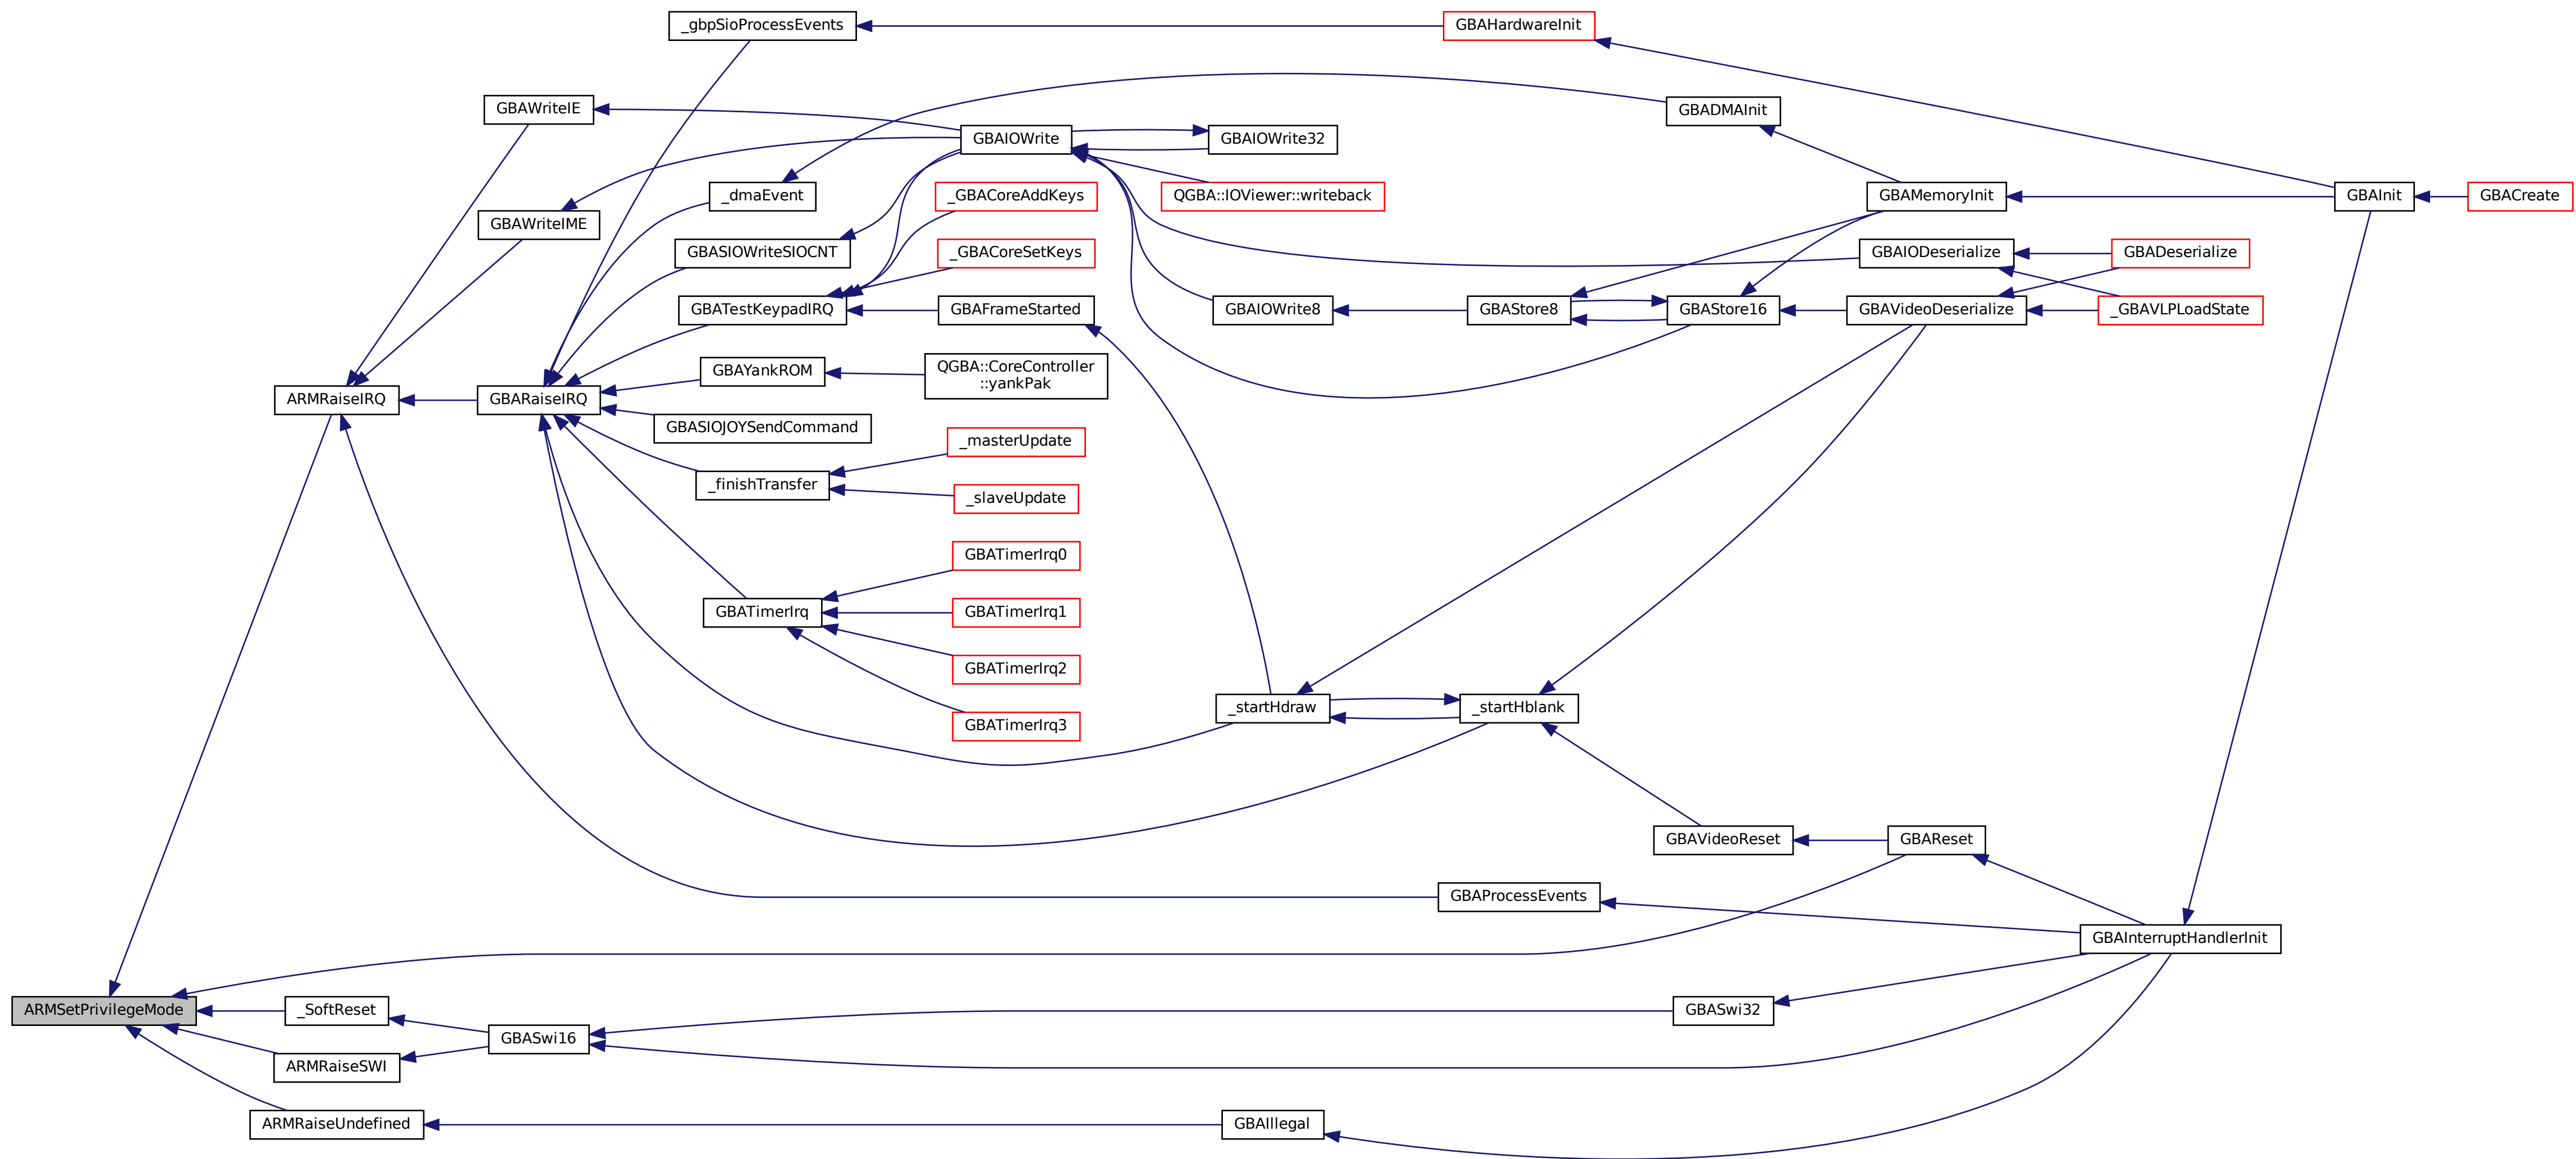 _gbpSioProcessEvents
GBAHardwareInit
GBAWriteIE
GBADMAInit
GBAIOWrite
GBAIOWrite32
_dmaEvent
_GBACoreAddKeys
QGBA::IOViewer::writeback
GBAMemoryInit
GBAInit
GBACreate
GBAWriteIME
GBASIOWriteSIOCNT
_GBACoreSetKeys
GBAIODeserialize
GBADeserialize
GBATestKeypadIRQ
GBAFrameStarted
GBAIOWrite8
GBAStore8
GBAStore16
GBAVideoDeserialize
_GBAVLPLoadState
GBAYankROM
QGBA::CoreController
::yankPak
ARMRaiseIRQ
GBARaiseIRQ
GBASIOJOYSendCommand
_masterUpdate
_finishTransfer
_slaveUpdate
GBATimerIrq0
GBATimerIrq
GBATimerIrq1
GBATimerIrq2
GBATimerIrq3
_startHdraw
_startHblank
GBAVideoReset
GBAReset
GBAProcessEvents
GBAInterruptHandlerInit
ARMSetPrivilegeMode
_SoftReset
GBASwi32
GBASwi16
ARMRaiseSWI
ARMRaiseUndefined
GBAIllegal